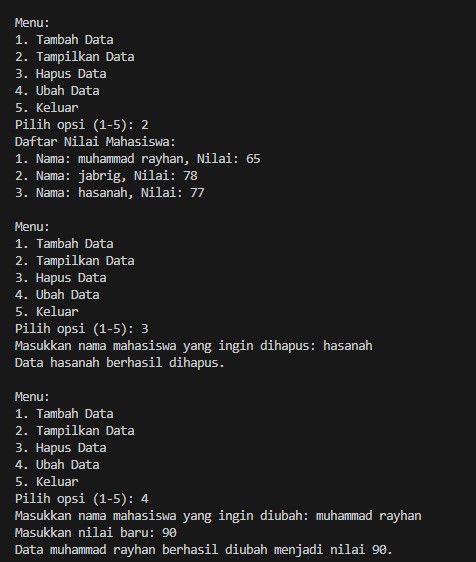 Menu:
1. Tambah Data
2. Tampilkan Data
3. Hapus Data
4. Ubah Data
5. Keluar
Pilih opsi (1-5): 2
Daftar Nilai Mahasiswa:
1. Nama: muhammad rayhan, Nilai: 65
2. Nama: jabrig, Nilai: 78
3. Nama: hasanah, Nilai: 77

Menu:
1. Tambah Data
2. Tampilkan Data
3. Hapus Data
4. Ubah Data
5. Keluar
Pilih opsi (1-5): 3
Masukkan nama mahasiswa yang ingin dihapus: hasanah
Data hasanah berhasil dihapus.

Menu:
1. Tambah Data
2. Tampilkan Data
3. Hapus Data
4. Ubah Data
5. Keluar
Pilih opsi (1-5): 4
Masukkan nama mahasiswa yang ingin diubah: muhammad rayhan
Masukkan nilai baru: 90
Data muhammad rayhan berhasil diubah menjadi nilai 90.